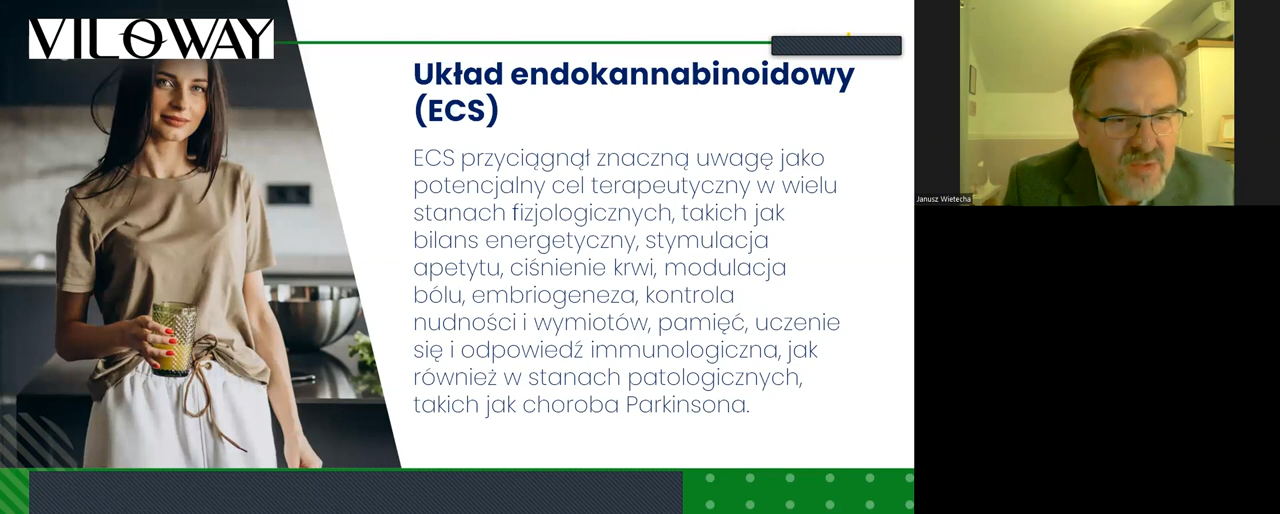 VILOWAY
Układ endokannabinoidowy
(ECS)
ECS przyciągnął znaczną uwagę jako
potencjalny cel terapeutyczny w wielu
stanach fizjologicznych, takich jak
bilans energetyczny, stymulacja
apetytu, ciśnienie krwi, modulacja
bólu, embriogeneza, kontrola
nudności i wymiotów, pamięć, uczenie
się i odpowiedź immunologiczna, jak
również w stanach patologicznych,
takich jak choroba Parkinsona.
Janusz Wietecha